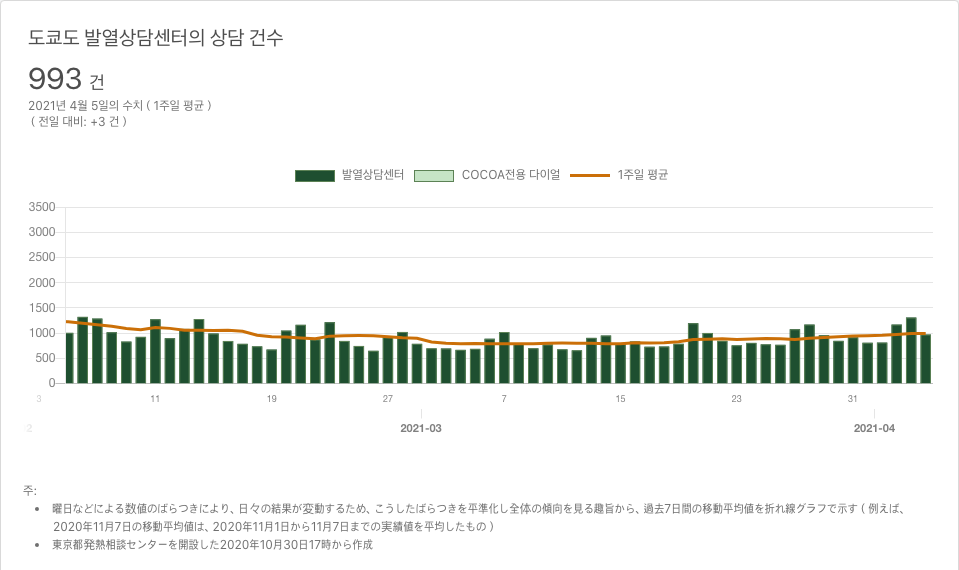 도쿄도 발열상담센터의 상담 건수
993 건
2021년 4월 5일의 수치 ( 1주일 평균 )
( 전일 대비: +3 건 )
발열상담센터 COCOA전용 다이얼 1주일 평균
3500
3000
2500
2000
1500
1000
500
0
3 11 19 27 7 15 23 31
2 2021-03 2021-04
주:
• 曜日などによる数値のばらつきにより、日々の結果が変動するため、こうしたばらつきを平準化し全体の傾向を見る趣旨から、過去7日間の移動平均値を折れ線グラフで示す ( 例えば、
2020年11月7日の移動平均値は、2020年11月1日から11月7日までの実績値を平均したもの )
• 東京都発熱相談センターを開設した2020年10月30日17時から作成